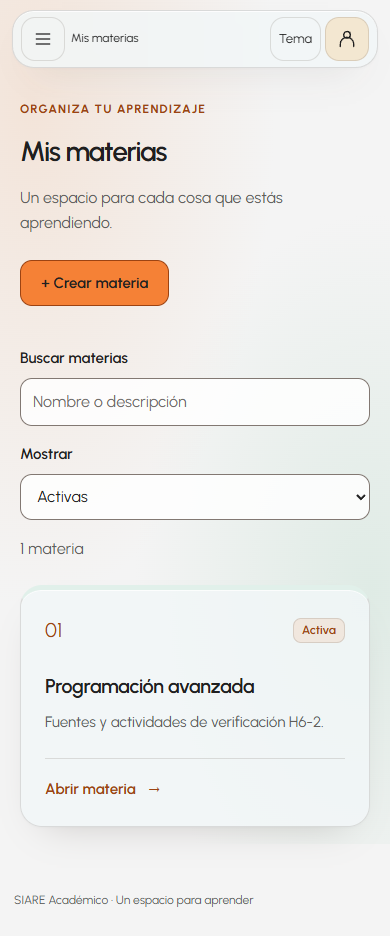 Mis materias
Tema
ORGANIZA TU APRENDIZAJE
Mis materias
Un espacio para cada cosa que estás
aprendiendo.
+ Crear materia
Buscar materias
Nombre o descripción
Mostrar
Activas
1 materia
01
Activa
Programación avanzada
Fuentes y actividades de verificación H6-2.
Abrir materia →
SIARE Académico · Un espacio para aprender